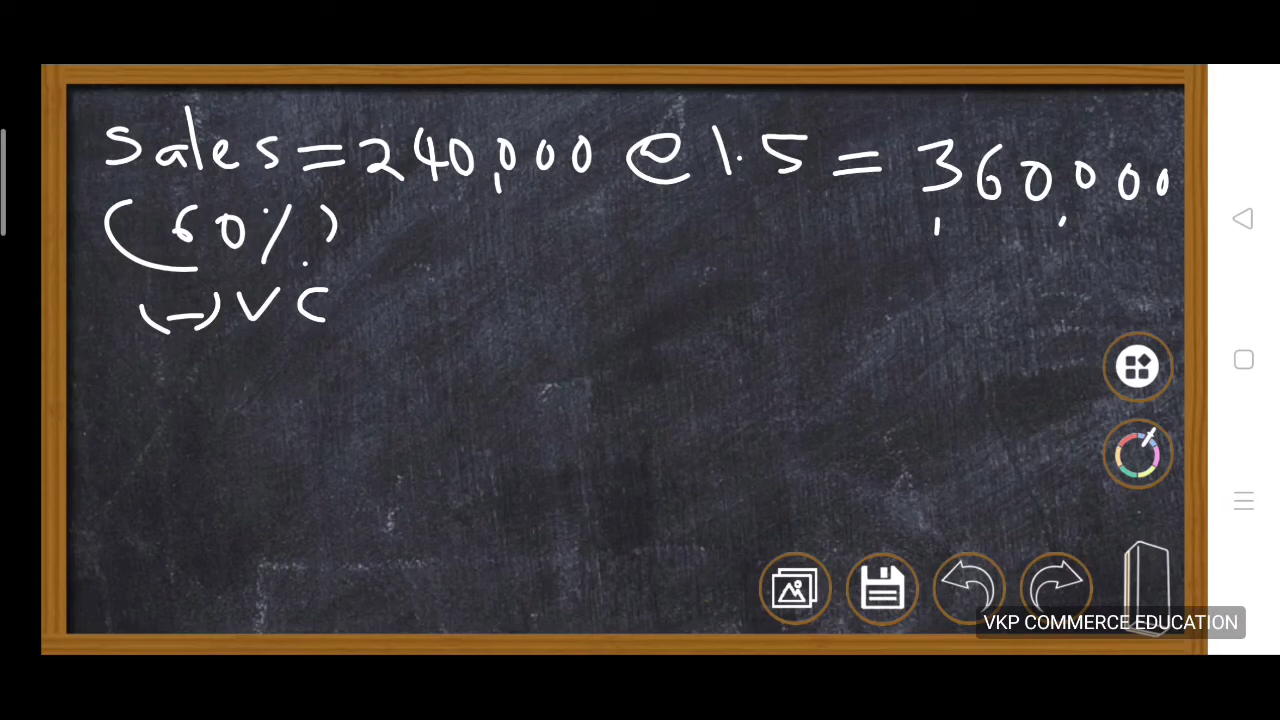 Sales = 240,000 @ 1.5 = 360,000
(60%)
(-) VC
VKP COMMERCE EDUCATION